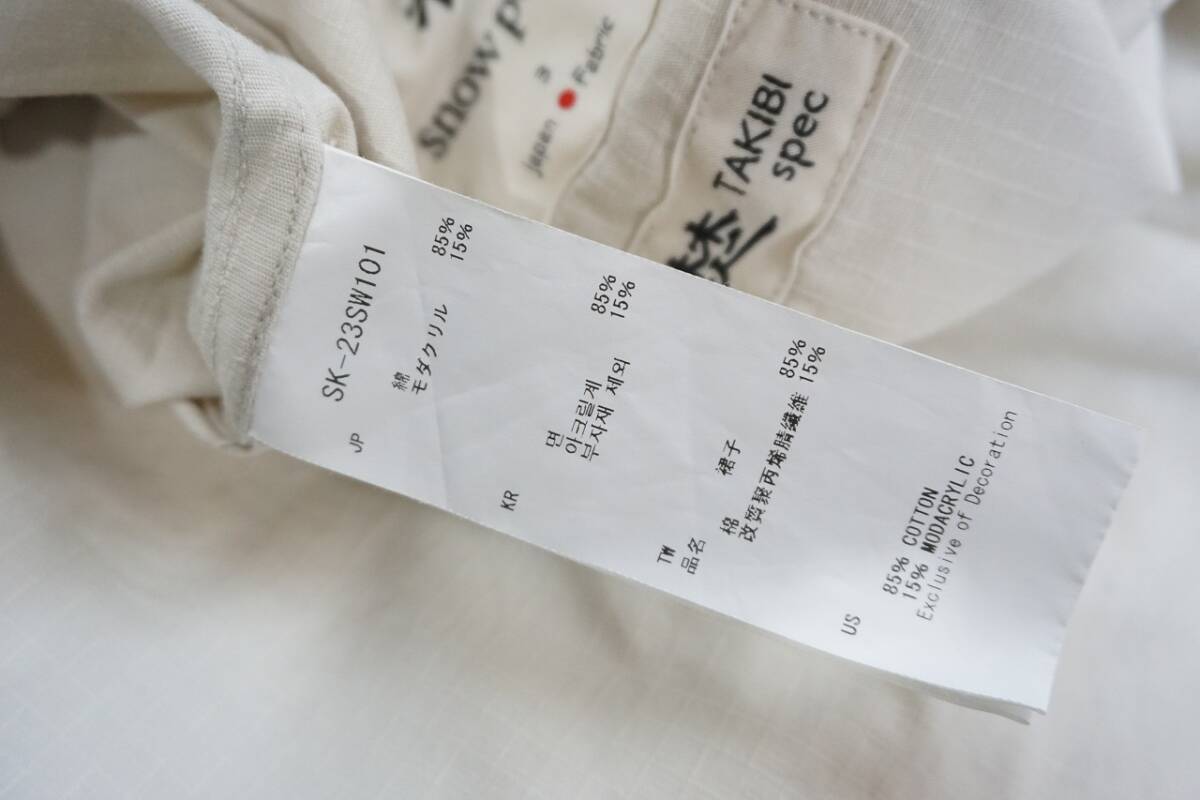 snow p
Japan a Fabric
TAKIBI
spec
SK-23SW101
JP
綿 85%
モダクリル 15%
KR
면 85%
아크릴계 15%
부자재 제외
TW
品名 裙子
棉 85%
改質聚丙烯腈纖維 15%
US
85% COTTON
15% MODACRYLIC
Exclusive of Decoration